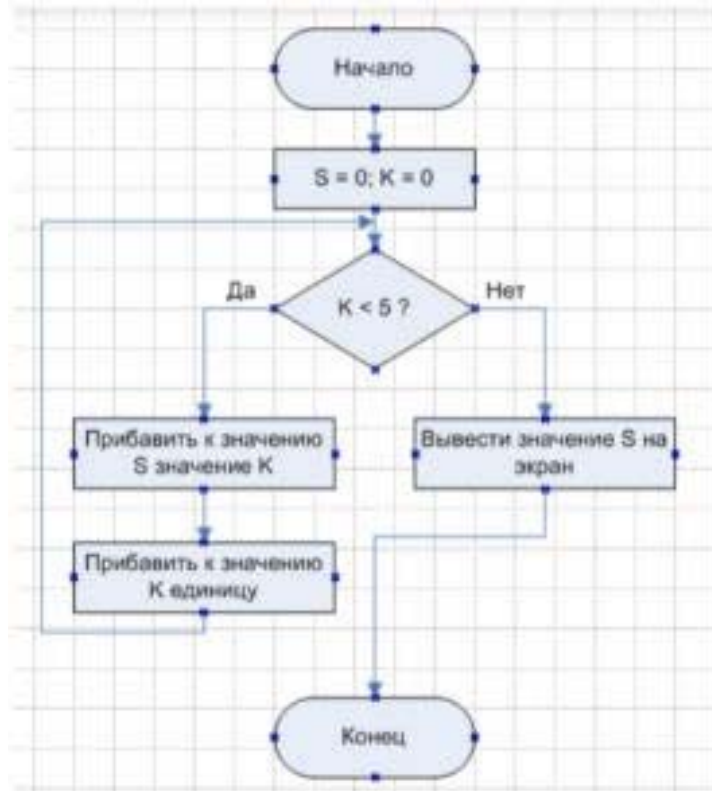 Начало
S = 0; K = 0
K < 5 ?
Да
Нет
Прибавить к значению
S значение K
Вывести значение S на
экран
Прибавить к значению
K единицу
Конец